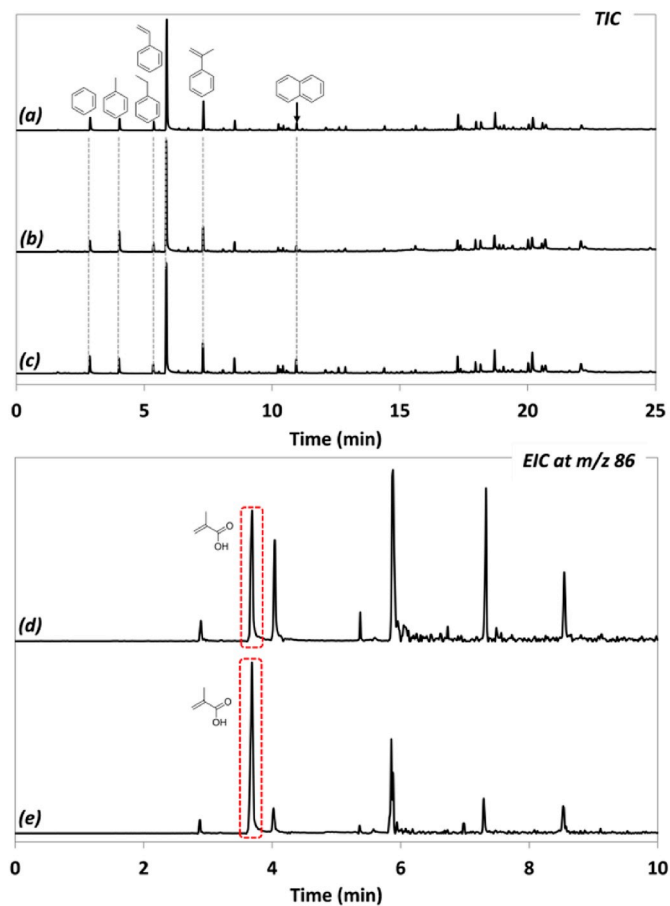 TIC
(a)
(b)
(c)
0 5 10 15 20 25
Time (min)
EIC at m/z 86
O
OH
(d)
O
OH
(e)
0 2 4 6 8 10
Time (min)